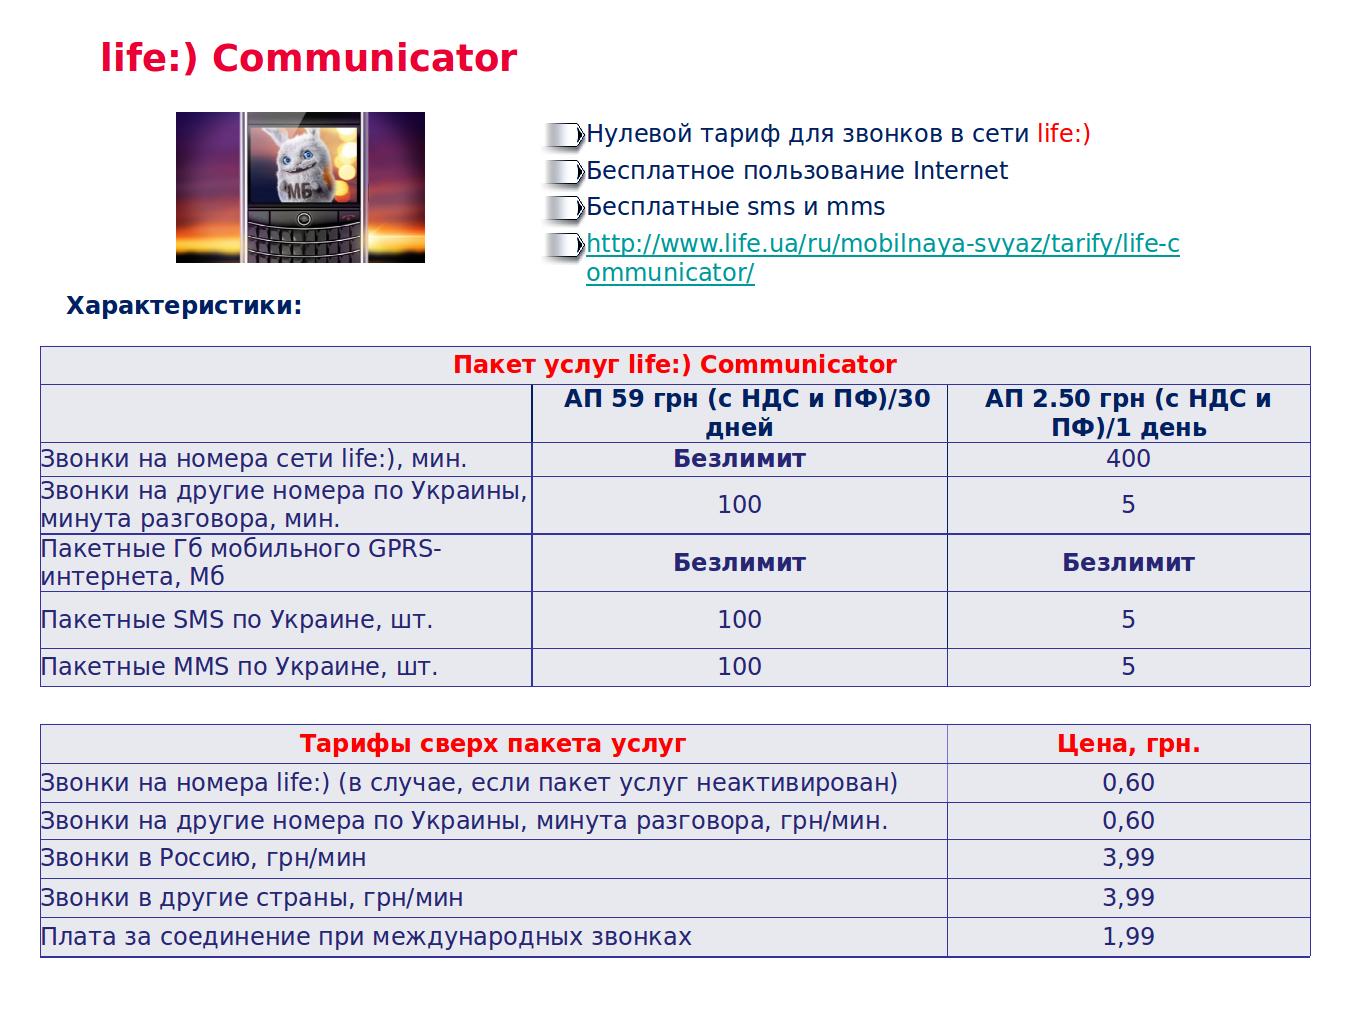 life:) Communicator
МБ
Нулевой тариф для звонков в сети life:)
Бесплатное пользование Internet
Бесплатные sms и mms
http://www.life.ua/ru/mobilnaya-svyaz/tarify/life-c
ommunicator/
Характеристики:
Пакет услуг life:) Communicator
АП 59 грн (с НДС и ПФ)/30
дней
АП 2.50 грн (с НДС и
ПФ)/1 день
Звонки на номера сети life:), мин.
Безлимит
400
Звонки на другие номера по Украины,
минута разговора, мин.
100
5
Пакетные Гб мобильного GPRS-
интернета, Мб
Безлимит
Безлимит
Пакетные SMS по Украине, шт.
100
5
Пакетные MMS по Украине, шт.
100
5
Тарифы сверх пакета услуг
Цена, грн.
Звонки на номера life:) (в случае, если пакет услуг неактивирован)
0,60
Звонки на другие номера по Украины, минута разговора, грн/мин.
0,60
Звонки в Россию, грн/мин
3,99
Звонки в другие страны, грн/мин
3,99
Плата за соединение при международных звонках
1,99